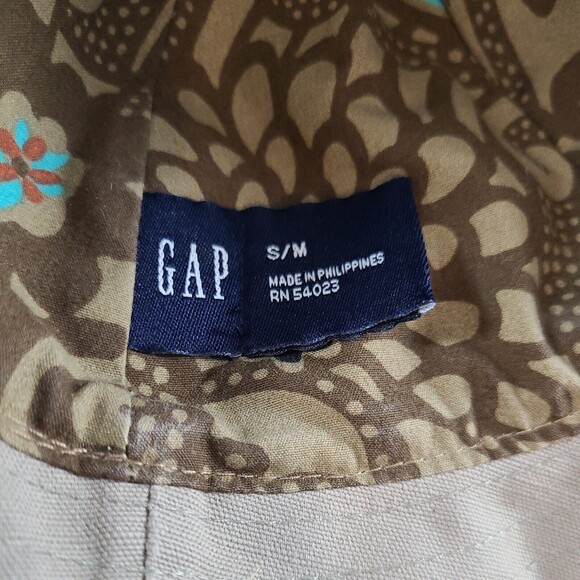 GAP
S/M
MADE IN PHILIPPINES
RN 54023